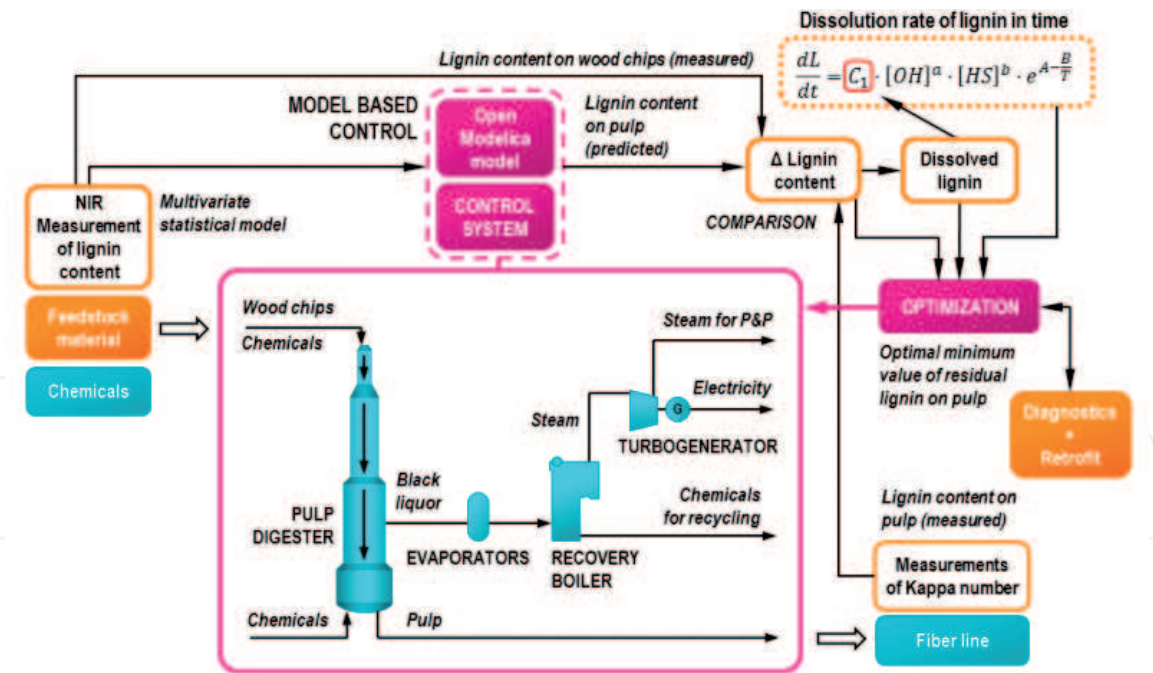 Dissolution rate of lignin in time
dL/dt = C₁ · [OH]ᵃ · [HS]ᵇ · e^(A−B/T)
Lignin content on wood chips (measured)
MODEL BASED
CONTROL
Open
Modelica
model
CONTROL
SYSTEM
Lignin content
on pulp
(predicted)
Δ Lignin
content
Dissolved
lignin
COMPARISON
NIR
Measurement
of lignin
content
Multivariate
statistical model
Feedstock
material
Chemicals
Wood chips
Chemicals
PULP
DIGESTER
Black
liquor
EVAPORATORS
RECOVERY
BOILER
Steam
Steam for P&P
Electricity
G
TURBOGENERATOR
Chemicals
for recycling
Chemicals
Pulp
OPTIMIZATION
Optimal minimum
value of residual
lignin on pulp
Diagnostics
+
Retrofit
Lignin content on
pulp (measured)
Measurements
of Kappa number
Fiber line